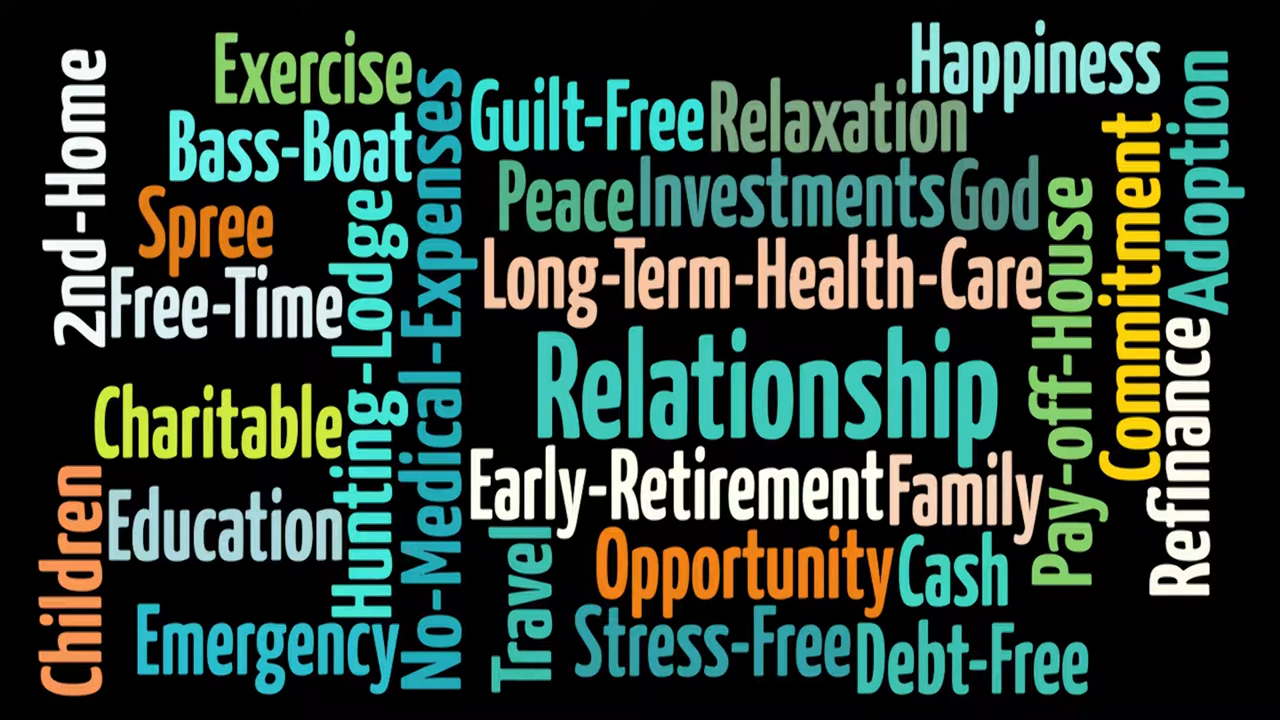 2nd-Home
Exercise
Bass-Boat
Spree
Free-Time
Hunting-Lodge
No-Medical-Expenses
Charitable
Children
Education
Emergency
Guilt-Free
Relaxation
Happiness
Peace
Investments
God
Long-Term-Health-Care
Relationship
Early-Retirement
Family
Travel
Opportunity
Cash
Stress-Free
Debt-Free
Pay-off-House
Commitment
Adoption
Refinance